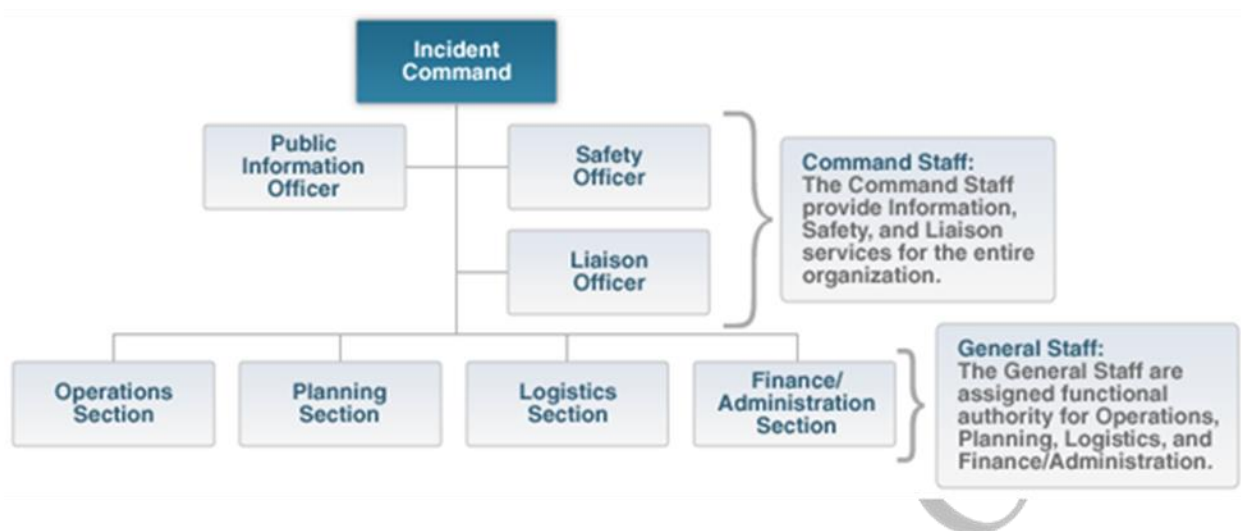 Incident
Command
Public
Information
Officer
Safety
Officer
Liaison
Officer
Command Staff:
The Command Staff
provide Information,
Safety, and Liaison
services for the entire
organization.
Operations
Section
Planning
Section
Logistics
Section
Finance/
Administration
Section
General Staff:
The General Staff are
assigned functional
authority for Operations,
Planning, Logistics, and
Finance/Administration.